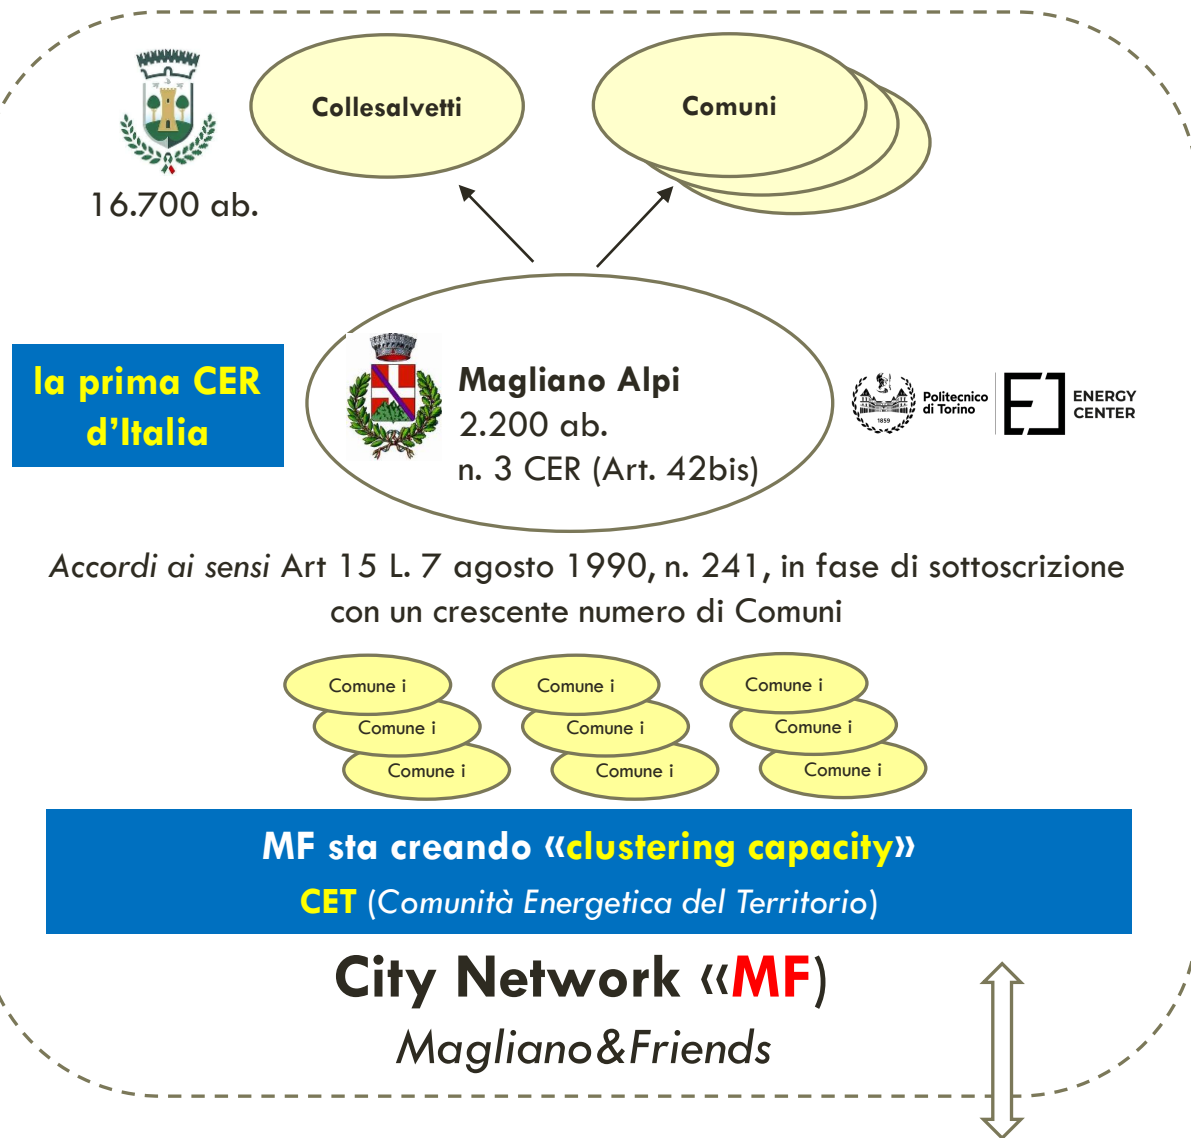 Collesalvetti
Comuni
16.700 ab.
la prima CER
d'Italia
Magliano Alpi
2.200 ab.
n. 3 CER (Art. 42bis)
1859
Politecnico
di Torino
ENERGY
CENTER
Accordi ai sensi Art 15 L. 7 agosto 1990, n. 241, in fase di sottoscrizione
con un crescente numero di Comuni
Comune i
Comune i
Comune i
Comune i
Comune i
Comune i
Comune i
Comune i
Comune i
MF sta creando «clustering capacity»
CET (Comunità Energetica del Territorio)
City Network «MF)
Magliano&Friends